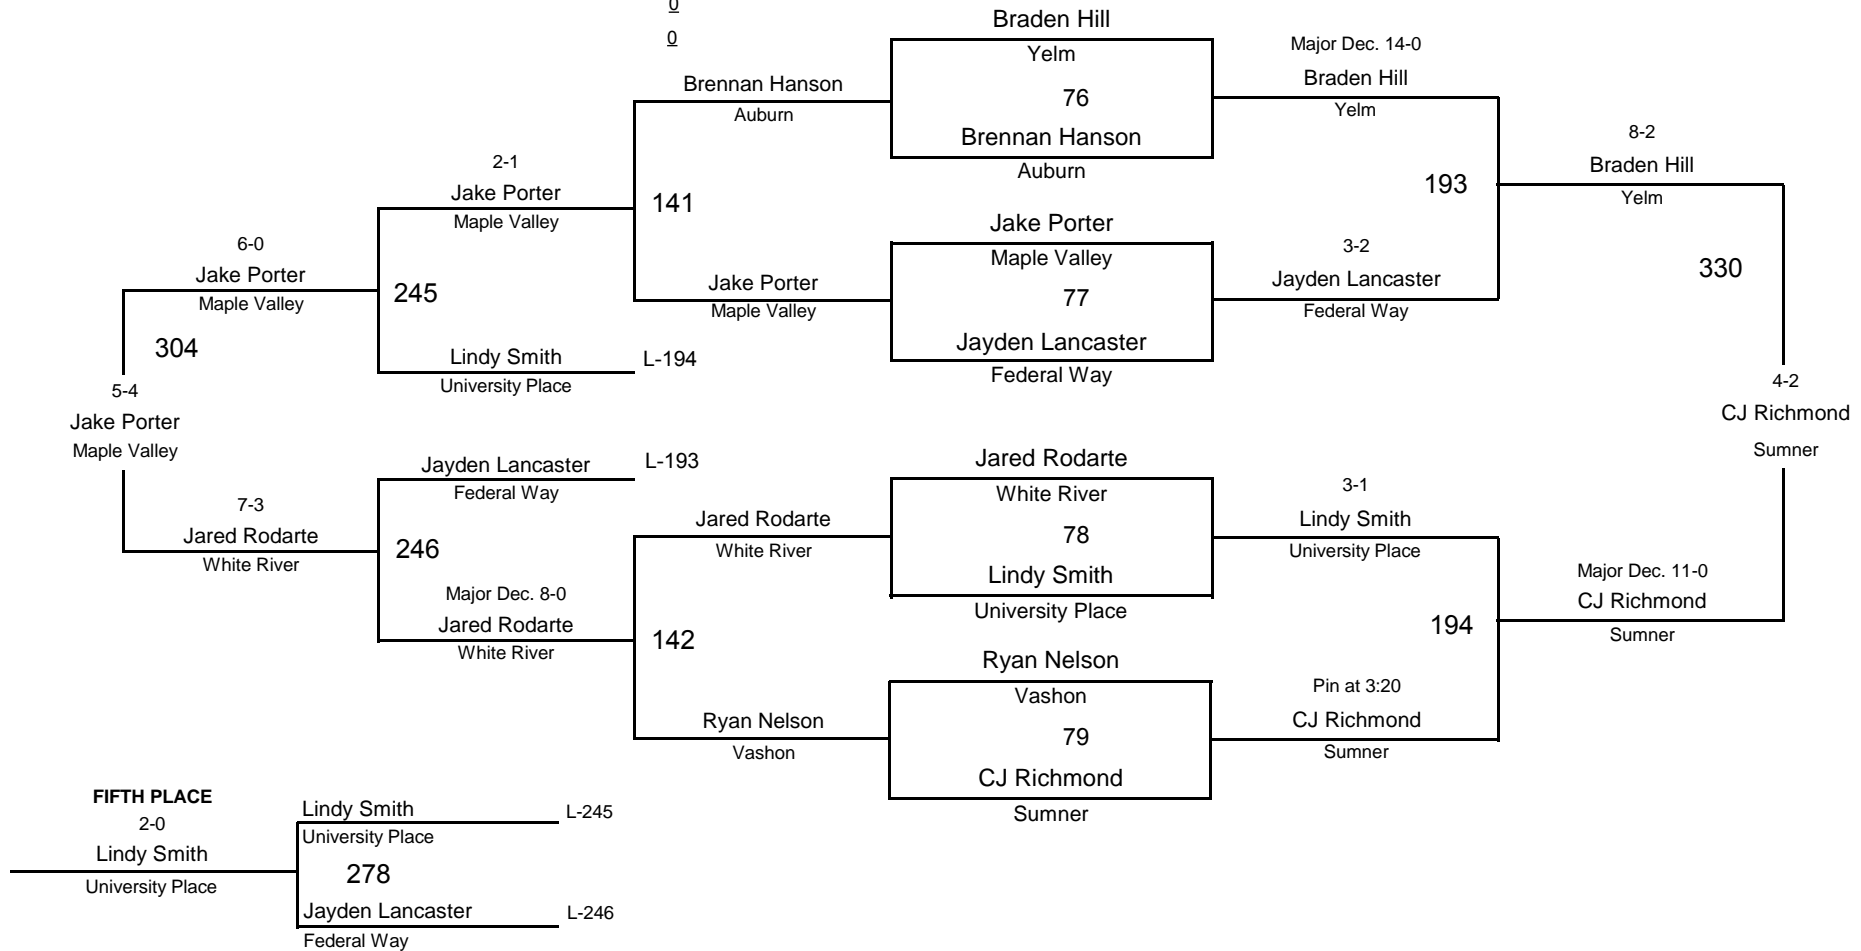 0
0
Braden Hill
Yelm
76
Brennan Hanson
Auburn
Major Dec. 14-0
Braden Hill
Yelm
8-2
Braden Hill
Yelm
Brennan Hanson
Auburn
2-1
Jake Porter
Maple Valley
141
193
Jake Porter
Maple Valley
77
Jayden Lancaster
Federal Way
3-2
Jayden Lancaster
Federal Way
330
6-0
Jake Porter
Maple Valley
245
Jake Porter
Maple Valley
304
Lindy Smith
University Place
L-194
5-4
Jake Porter
Maple Valley
4-2
CJ Richmond
Sumner
Jayden Lancaster
Federal Way
L-193
Jared Rodarte
White River
78
Lindy Smith
University Place
3-1
Lindy Smith
University Place
7-3
Jared Rodarte
White River
246
Jared Rodarte
White River
Major Dec. 8-0
Jared Rodarte
White River
142
194
Major Dec. 11-0
CJ Richmond
Sumner
Ryan Nelson
Vashon
79
CJ Richmond
Sumner
Pin at 3:20
CJ Richmond
Sumner
Ryan Nelson
Vashon
FIFTH PLACE
2-0
Lindy Smith
University Place
Lindy Smith
University Place
L-245
278
Jayden Lancaster
Federal Way
L-246